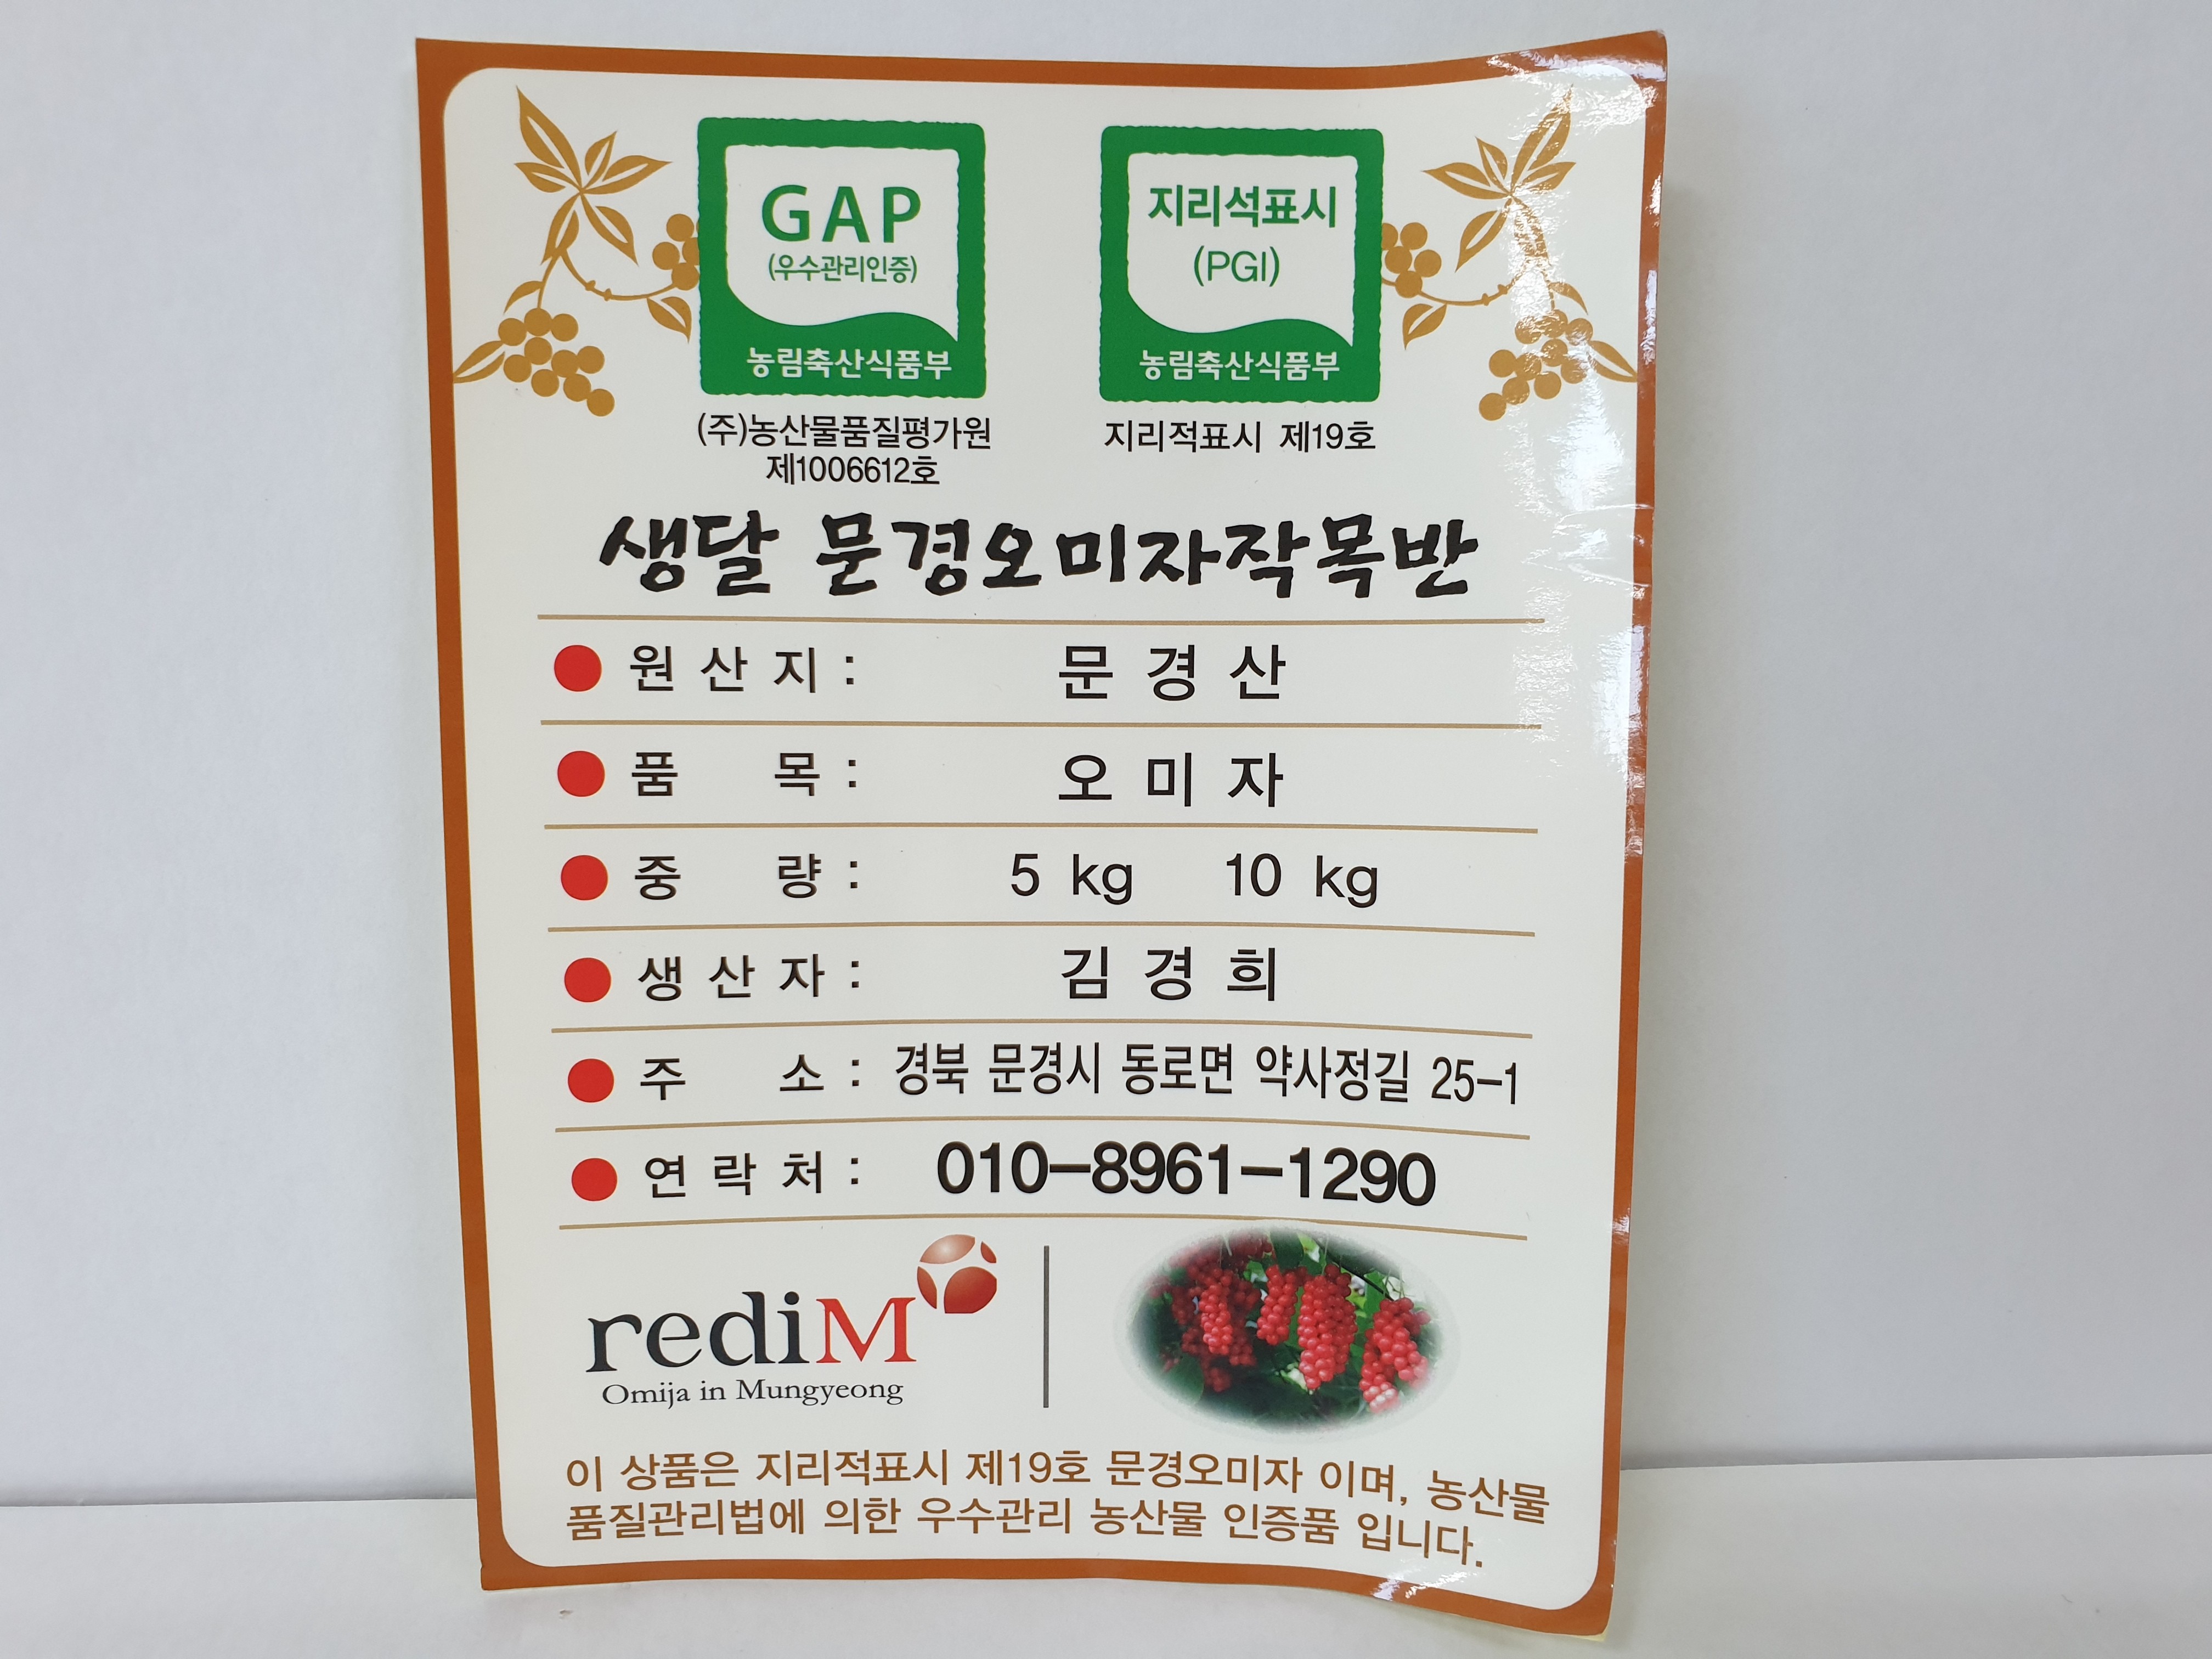 GAP
(우수관리인증)
농림축산식품부
(주)농산물품질평가원
제1006612호
지리석표시
(PGI)
농림축산식품부
지리적표시 제19호
생달 문경오미자작목반
원산지 : 문경산
품목 : 오미자
중량 : 5 kg 10 kg
생산자 : 김경희
주소 : 경북 문경시 동로면 약사정길 25-1
연락처 : 010-8961-1290
rediM
Omija in Mungyeong
이 상품은 지리적표시 제19호 문경오미자 이며, 농산물
품질관리법에 의한 우수관리 농산물 인증품 입니다.